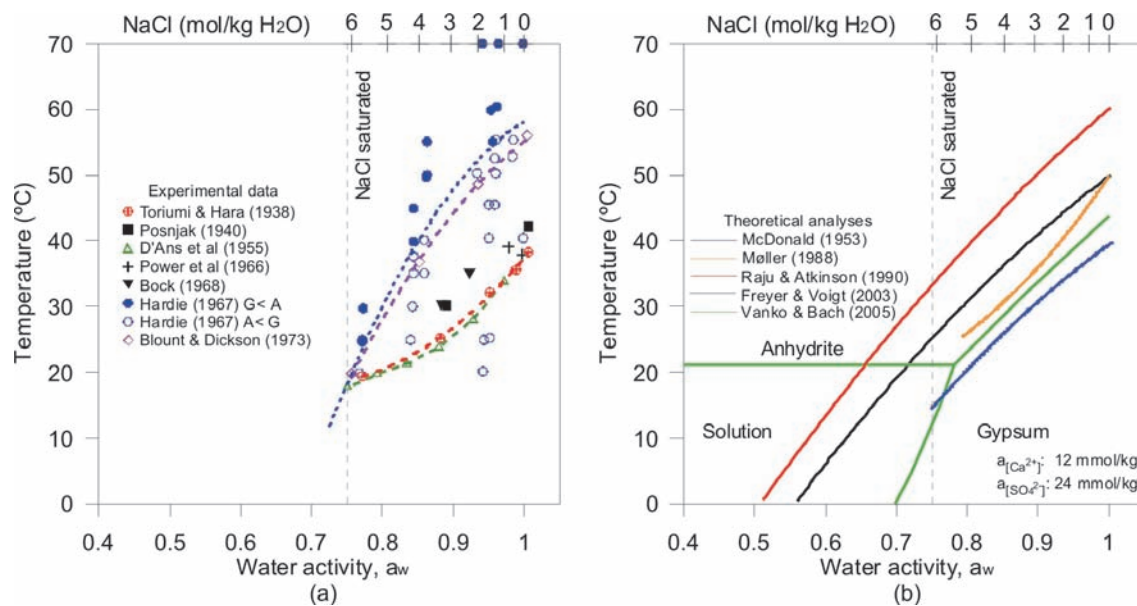 NaCl (mol/kg H2O)
6 5 4 3 2 1 0
70
60
50
40
30
20
10
0
Temperature (ºC)
NaCl saturated
Experimental data
Toriumi & Hara (1938)
Posnjak (1940)
D'Ans et al (1955)
Power et al (1966)
Bock (1968)
Hardie (1967) G< A
Hardie (1967) A< G
Blount & Dickson (1973)
0.4 0.5 0.6 0.7 0.8 0.9 1
Water activity, aw
(a)
NaCl (mol/kg H2O)
6 5 4 3 2 1 0
70
60
50
40
30
20
10
0
Temperature (ºC)
NaCl saturated
Theoretical analyses
McDonald (1953)
Møller (1988)
Raju & Atkinson (1990)
Freyer & Voigt (2003)
Vanko & Bach (2005)
Anhydrite
Solution
Gypsum
a[Ca²⁺]: 12 mmol/kg
a[SO₄²⁻]: 24 mmol/kg
0.4 0.5 0.6 0.7 0.8 0.9 1
Water activity, aw
(b)